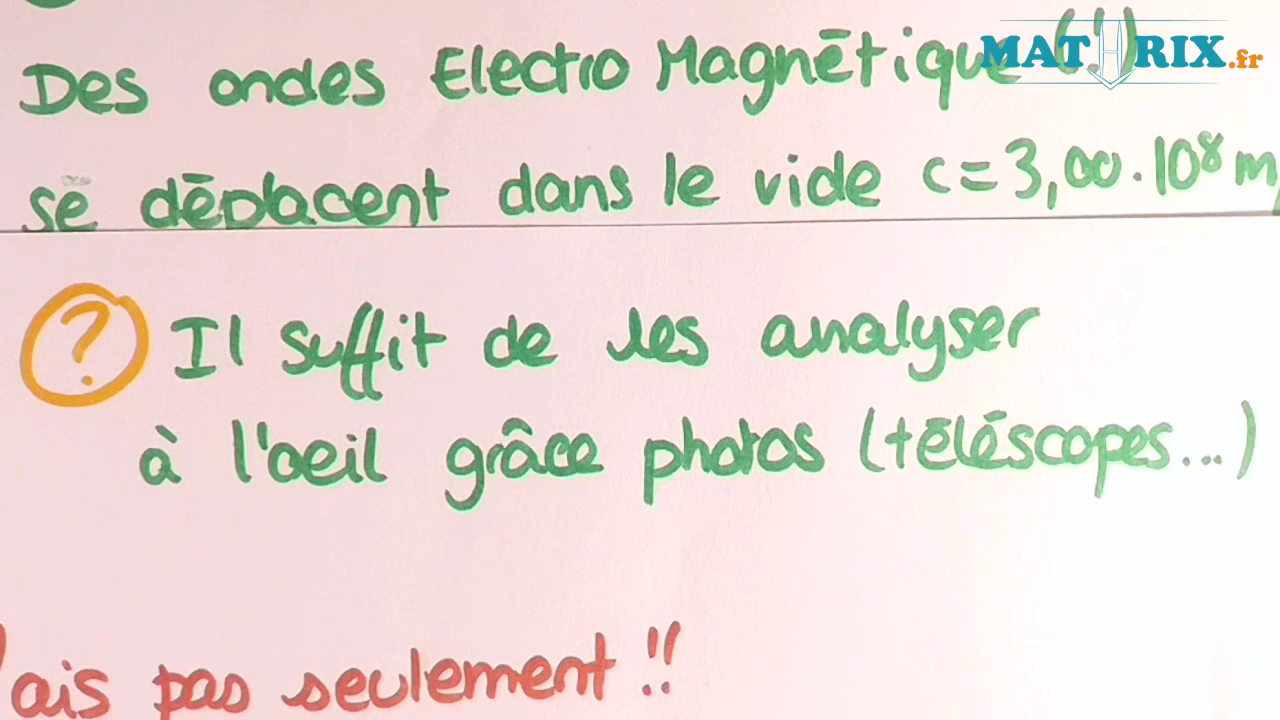 Des ondes Electro Magnétique (!)
MATHRIX.fr
se déplacent dans le vide c=3,00.10⁸ m
? Il suffit de les analyser
à l'oeil grâce photos (téléscopes...)
ais pas seulement !!